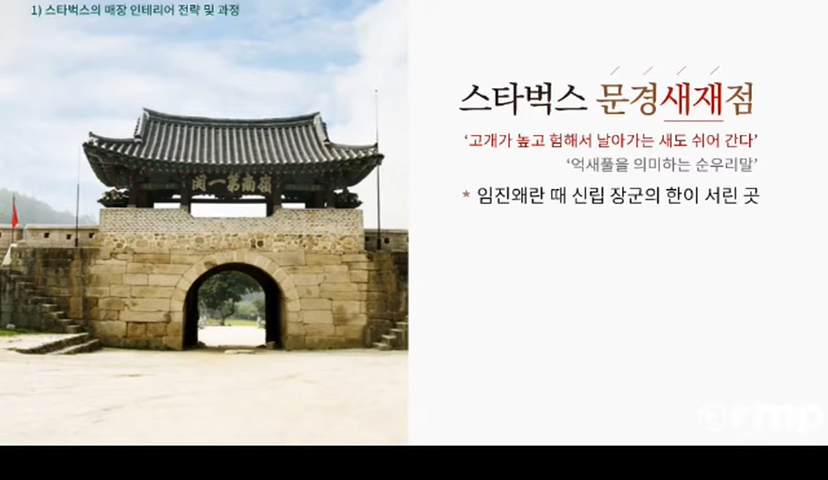 1) 스타벅스의 매장 인테리어 전략 및 과정
嶺南第一関
스타벅스 문경새재점
‘고개가 높고 험해서 날아가는 새도 쉬어 간다’
‘억새풀을 의미하는 순우리말’
* 임진왜란 때 신립 장군의 한이 서린 곳